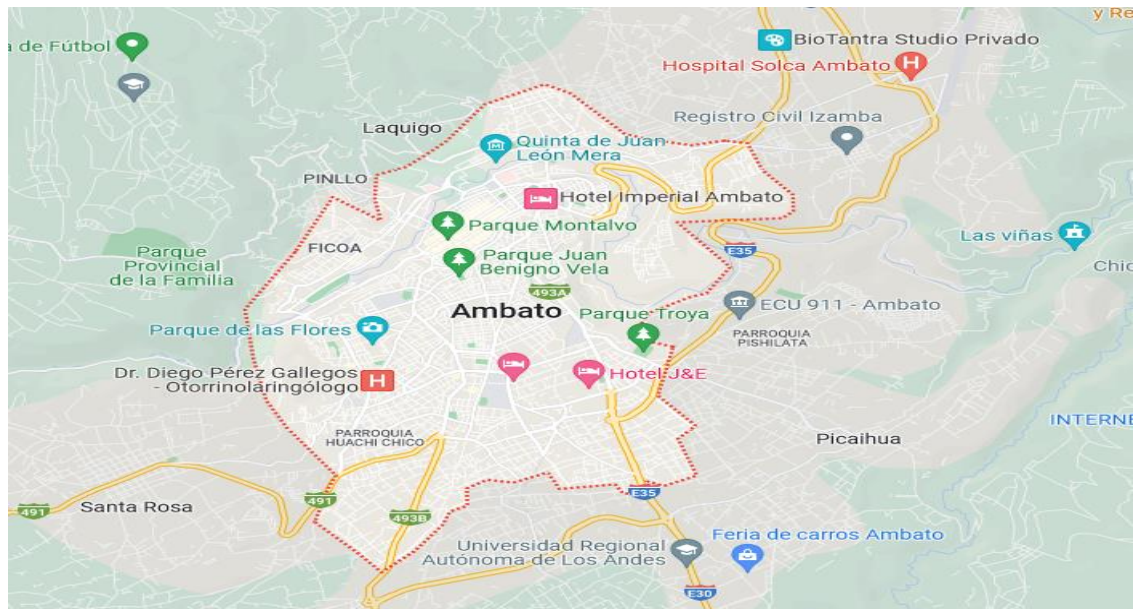 y Re
a de Fútbol
BioTantra Studio Privado
Hospital Solca Ambato
H
Registro Civil Izamba
Laquigo
Quinta de Juan
León Mera
M
PINLLO
Hotel Imperial Ambato
Parque Montalvo
Las viñas
FICOA
E35
Parque
Provincial
de la Familia
Parque Juan
Benigno Vela
Chic
493A
Ambato
Parque Troya
ECU 911 - Ambato
Parque de las Flores
PARROQUIA
PISHILATA
Dr. Diego Pérez Gallegos
- Otorrinolaringólogo
H
Hotel J&E
INTERNE
PARROQUIA
HUACHI CHICO
Picaihua
E35
491
Santa Rosa
491
493B
Feria de carros Ambato
Universidad Regional
Autónoma de Los Andes
E30